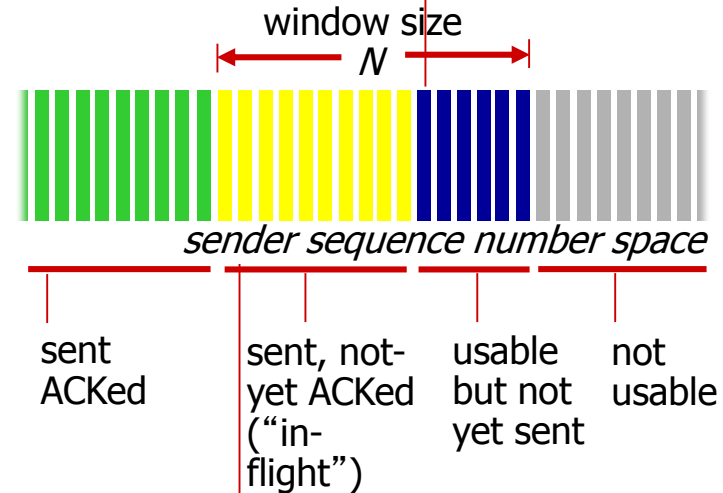 window size
N
sender sequence number space
sent
ACKed
sent, not-
yet ACKed
(“in-
flight”)
usable
but not
yet sent
not
usable